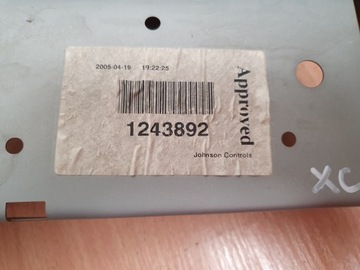 2005-04-19 19:22:25
Approved
1243892
Johnson Controls
XC